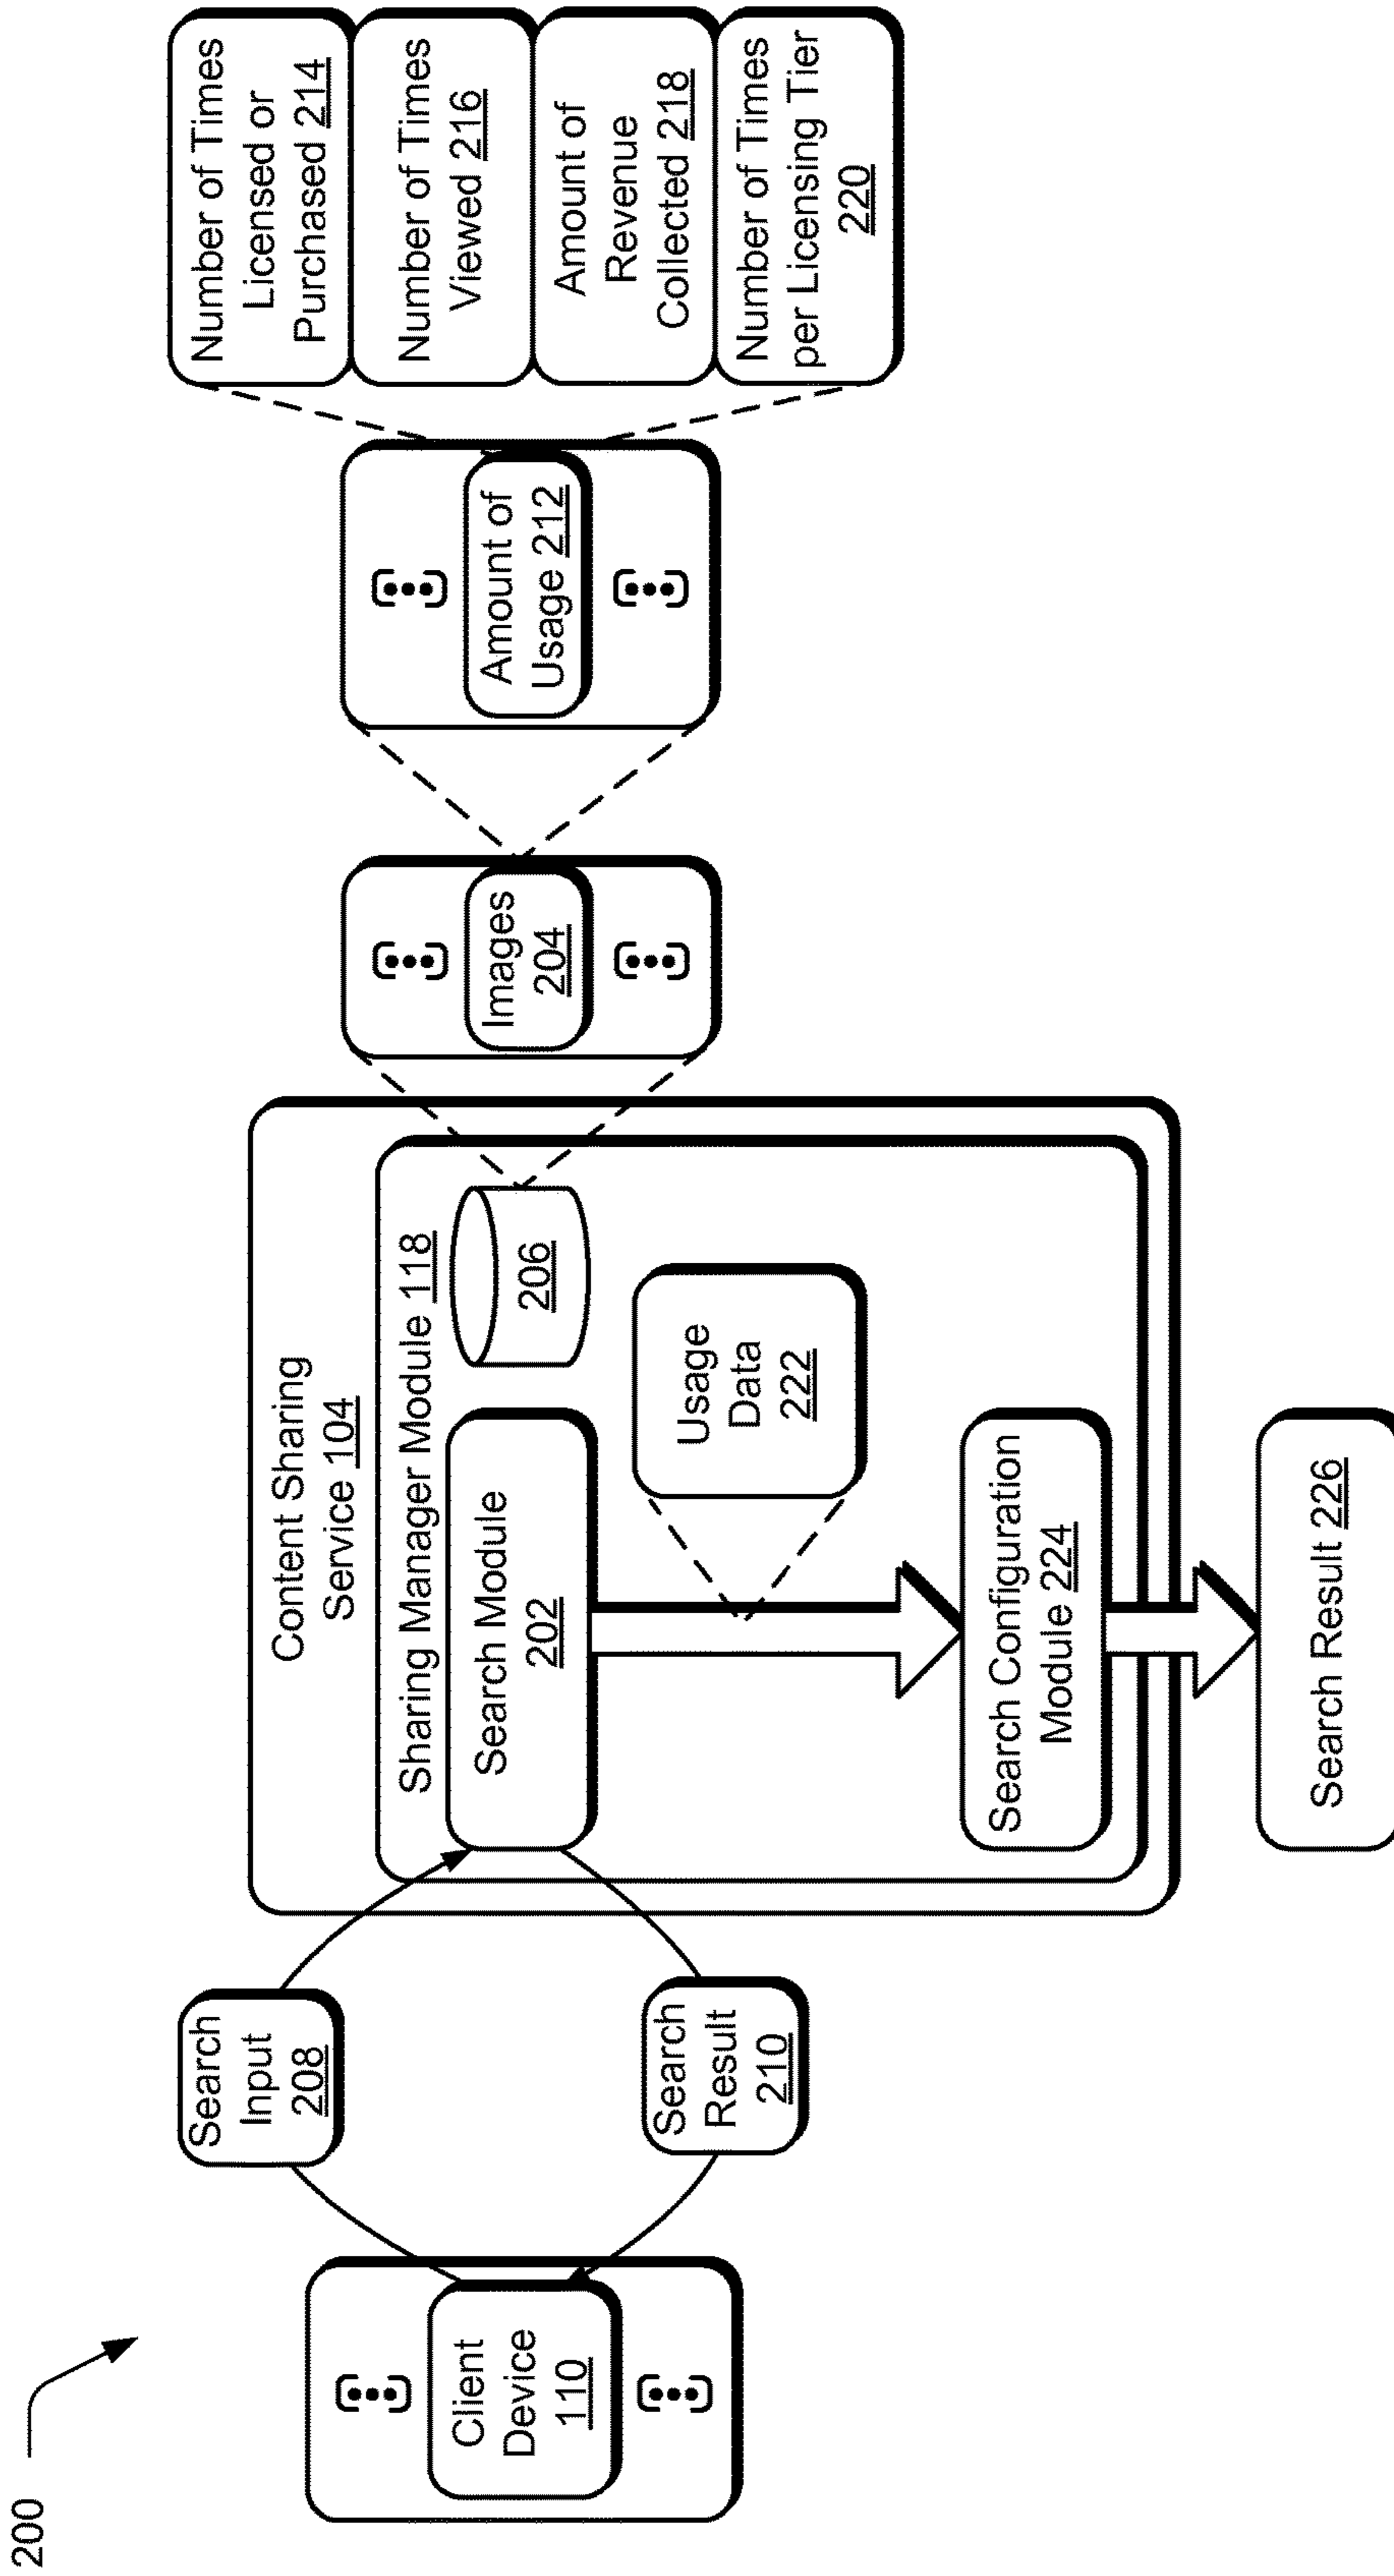 200
Client
Device
110
Search
Input
208
Search
Result
210
Content Sharing
Service 104
Sharing Manager Module 118
Search Module
202
206
Usage
Data
222
Search Configuration
Module 224
Search Result 226
Images
204
Amount of
Usage 212
Number of Times
Licensed or
Purchased 214
Number of Times
Viewed 216
Amount of
Revenue
Collected 218
Number of Times
per Licensing Tier
220